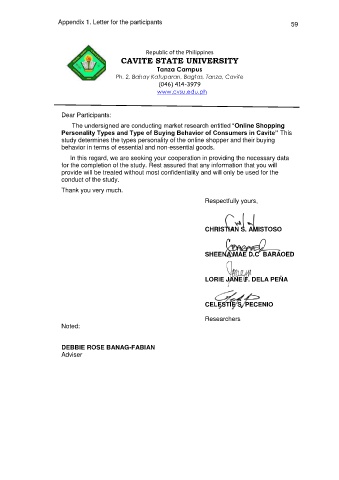 Appendix 1. Letter for the participants
59
Republic of the Philippines
CAVITE STATE UNIVERSITY
Tanza Campus
Ph. 2, Bahay Katuparan, Bagtas, Tanza, Cavite
(046) 414-3979
www.cvsu.edu.ph
Dear Participants:
The undersigned are conducting market research entitled "Online Shopping
Personality Types and Type of Buying Behavior of Consumers in Cavite" This
study determines the types personality of the online shopper and their buying
behavior in terms of essential and non-essential goods.
In this regard, we are seeking your cooperation in providing the necessary data
for the completion of the study. Rest assured that any information that you will
provide will be treated without most confidentiality and will only be used for the
conduct of the study.
Thank you very much.
Respectfully yours,
CHRISTIAN S. AMISTOSO
SHEENA MAE D.C. BARAOED
LORIE JANE F. DELA PEÑA
CELESTIE S. PECENIO
Researchers
Noted:
DEBBIE ROSE BANAG-FABIAN
Adviser